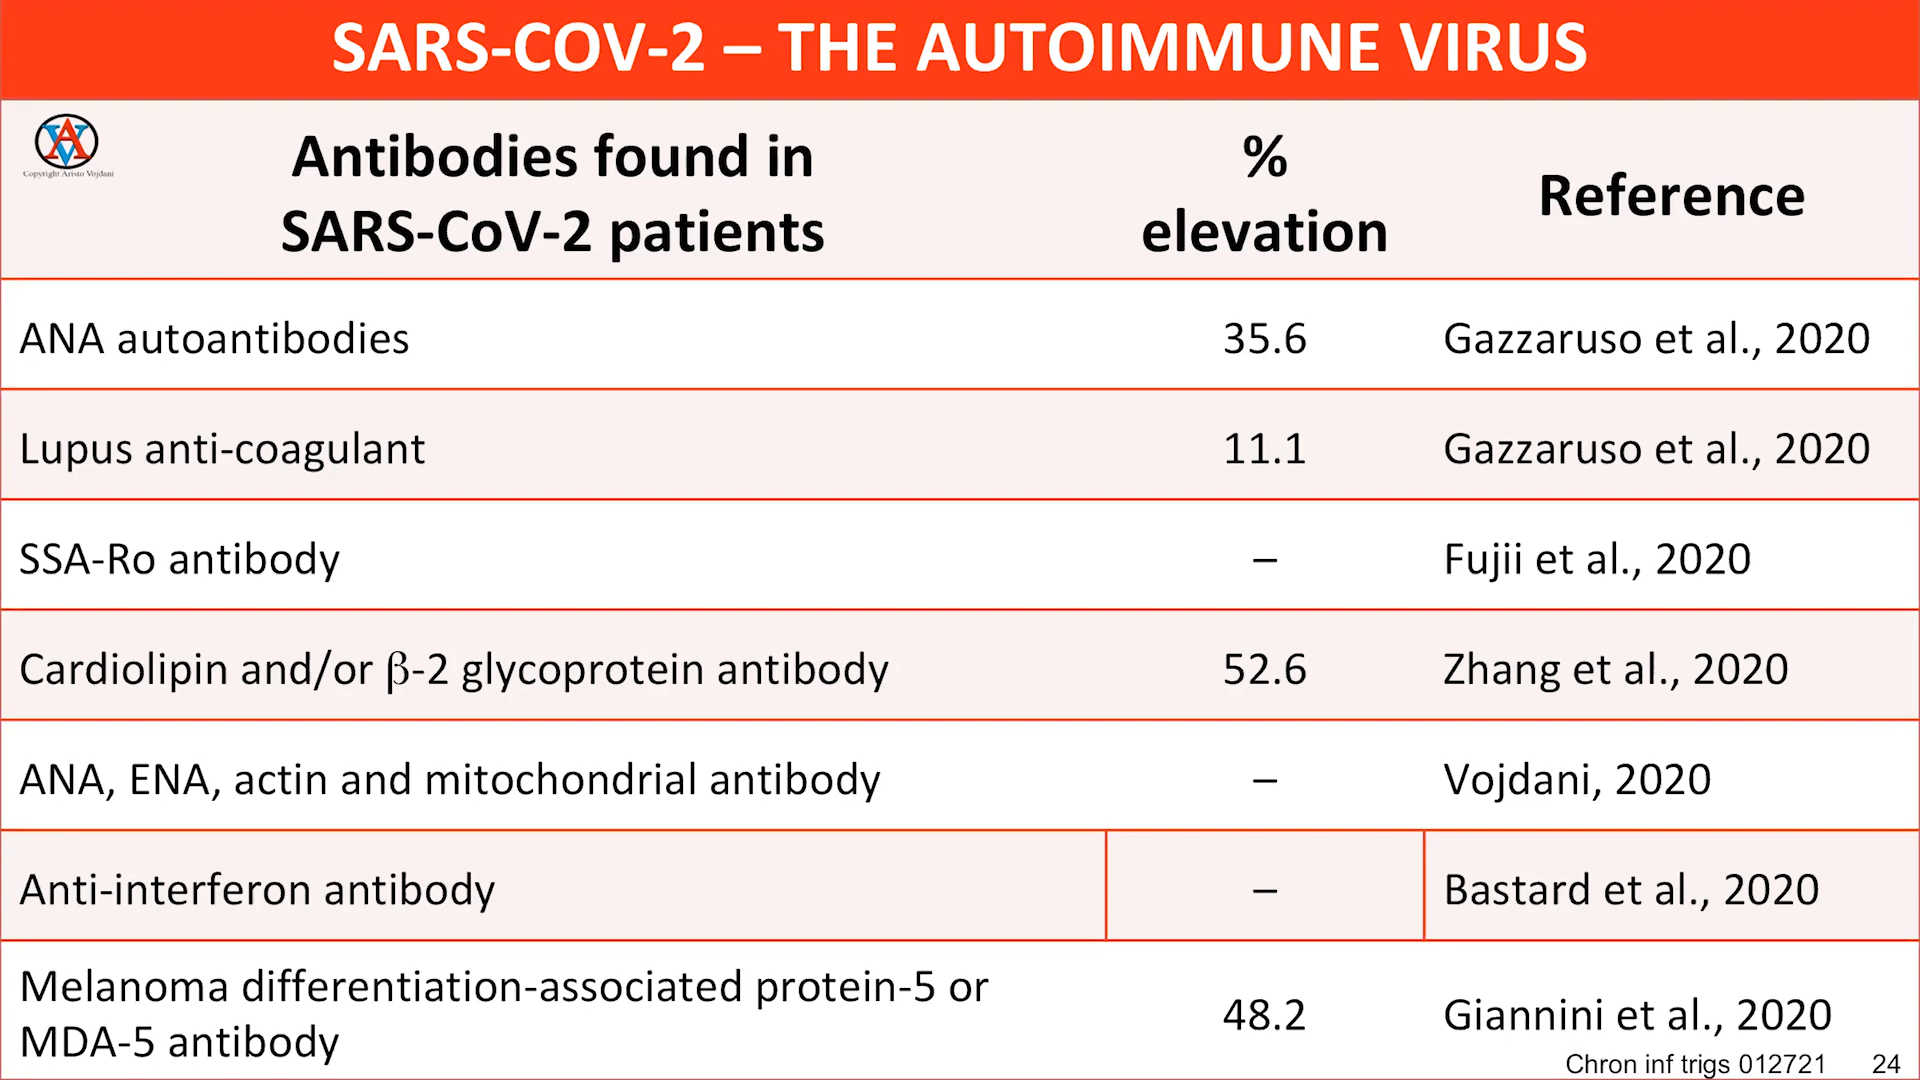 SARS-COV-2 – THE AUTOIMMUNE VIRUS
AV
Copyright Aristo Vojdani
Antibodies found in
SARS-CoV-2 patients
%
elevation
Reference
ANA autoantibodies 35.6 Gazzaruso et al., 2020
Lupus anti-coagulant 11.1 Gazzaruso et al., 2020
SSA-Ro antibody – Fujii et al., 2020
Cardiolipin and/or β-2 glycoprotein antibody 52.6 Zhang et al., 2020
ANA, ENA, actin and mitochondrial antibody – Vojdani, 2020
Anti-interferon antibody – Bastard et al., 2020
Melanoma differentiation-associated protein-5 or
MDA-5 antibody 48.2 Giannini et al., 2020
Chron inf trigs 012721 24